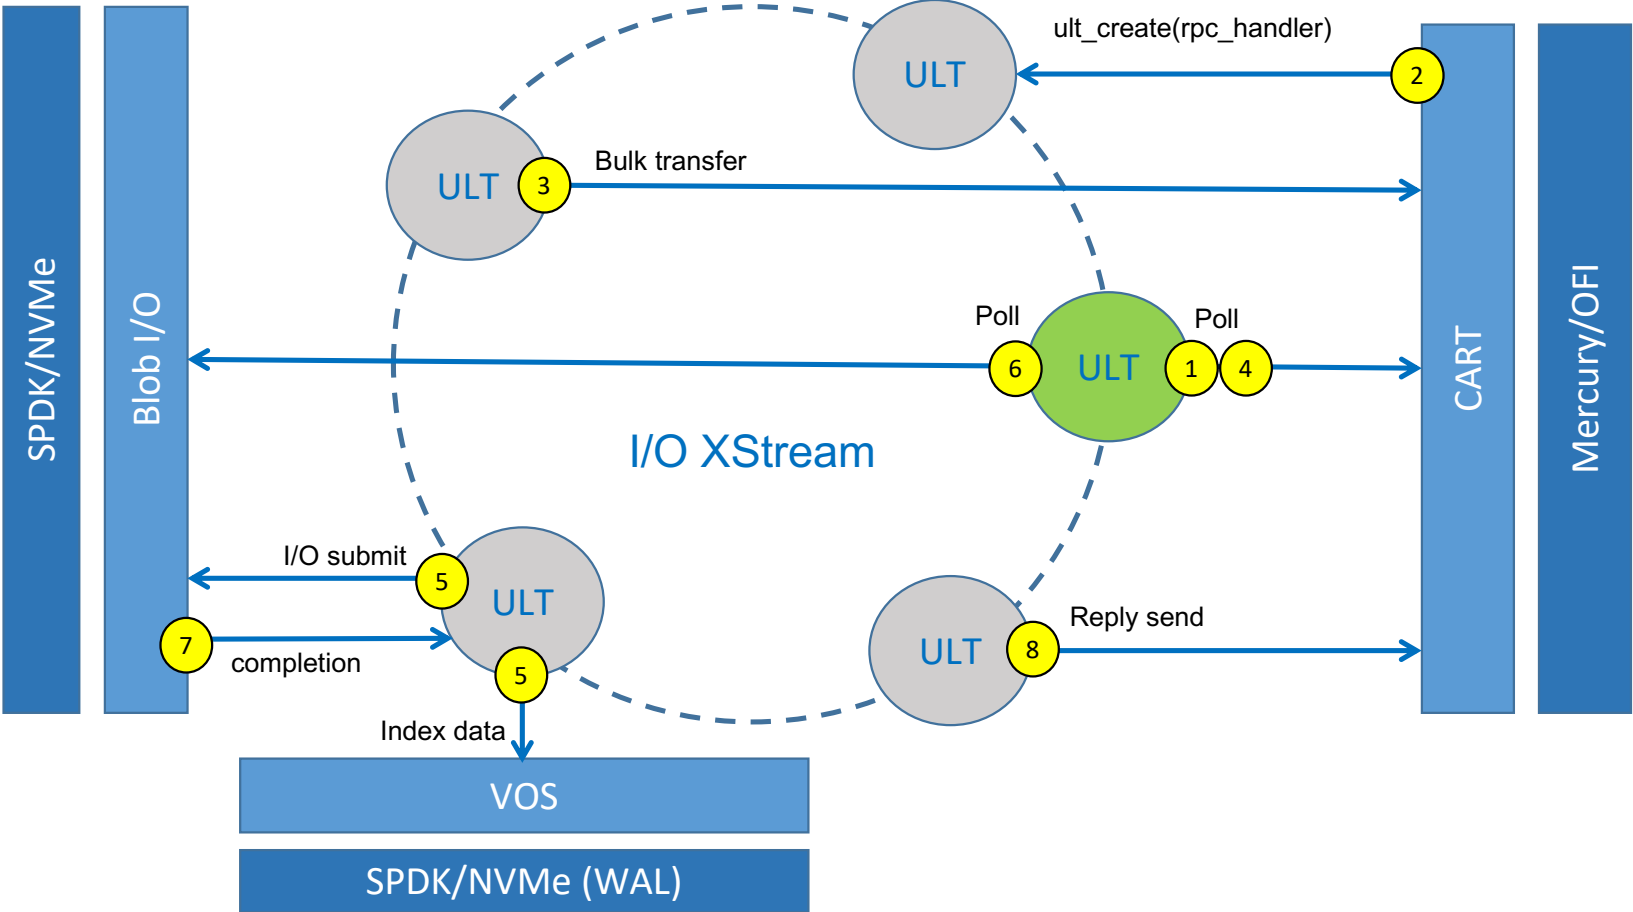 ult_create(rpc_handler)
ULT
2
Bulk transfer
ULT
3
SPDK/NVMe
Blob I/O
Poll
Poll
6
ULT
1
4
CART
Mercury/OFI
I/O XStream
I/O submit
5
ULT
7
completion
5
Index data
Reply send
ULT
8
VOS
SPDK/NVMe (WAL)